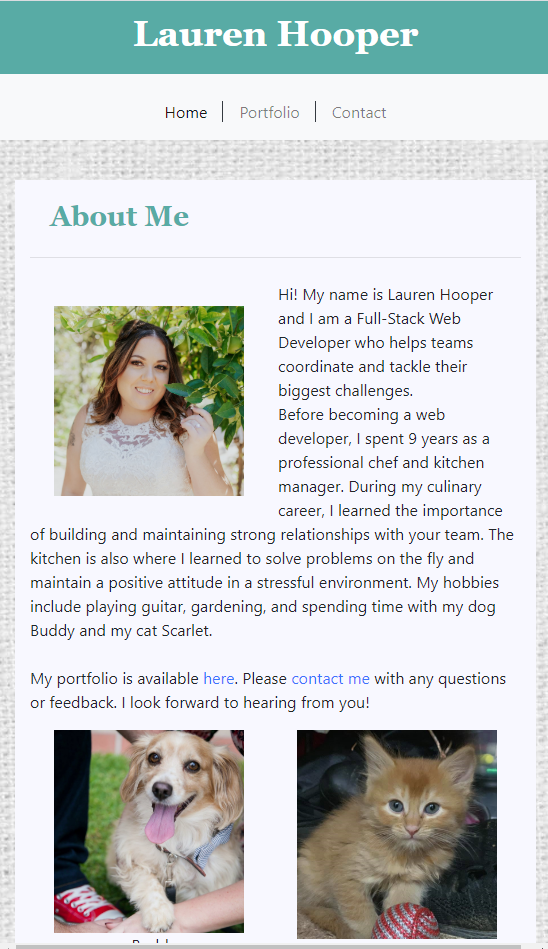 Lauren Hooper
Home
Portfolio
Contact
About Me
Hi! My name is Lauren Hooper
and I am a Full-Stack Web
Developer who helps teams
coordinate and tackle their
biggest challenges.
Before becoming a web
developer, I spent 9 years as a
professional chef and kitchen
manager. During my culinary
career, I learned the importance
of building and maintaining strong relationships with your team. The
kitchen is also where I learned to solve problems on the fly and
maintain a positive attitude in a stressful environment. My hobbies
include playing guitar, gardening, and spending time with my dog
Buddy and my cat Scarlet.
My portfolio is available here. Please contact me with any questions
or feedback. I look forward to hearing from you!